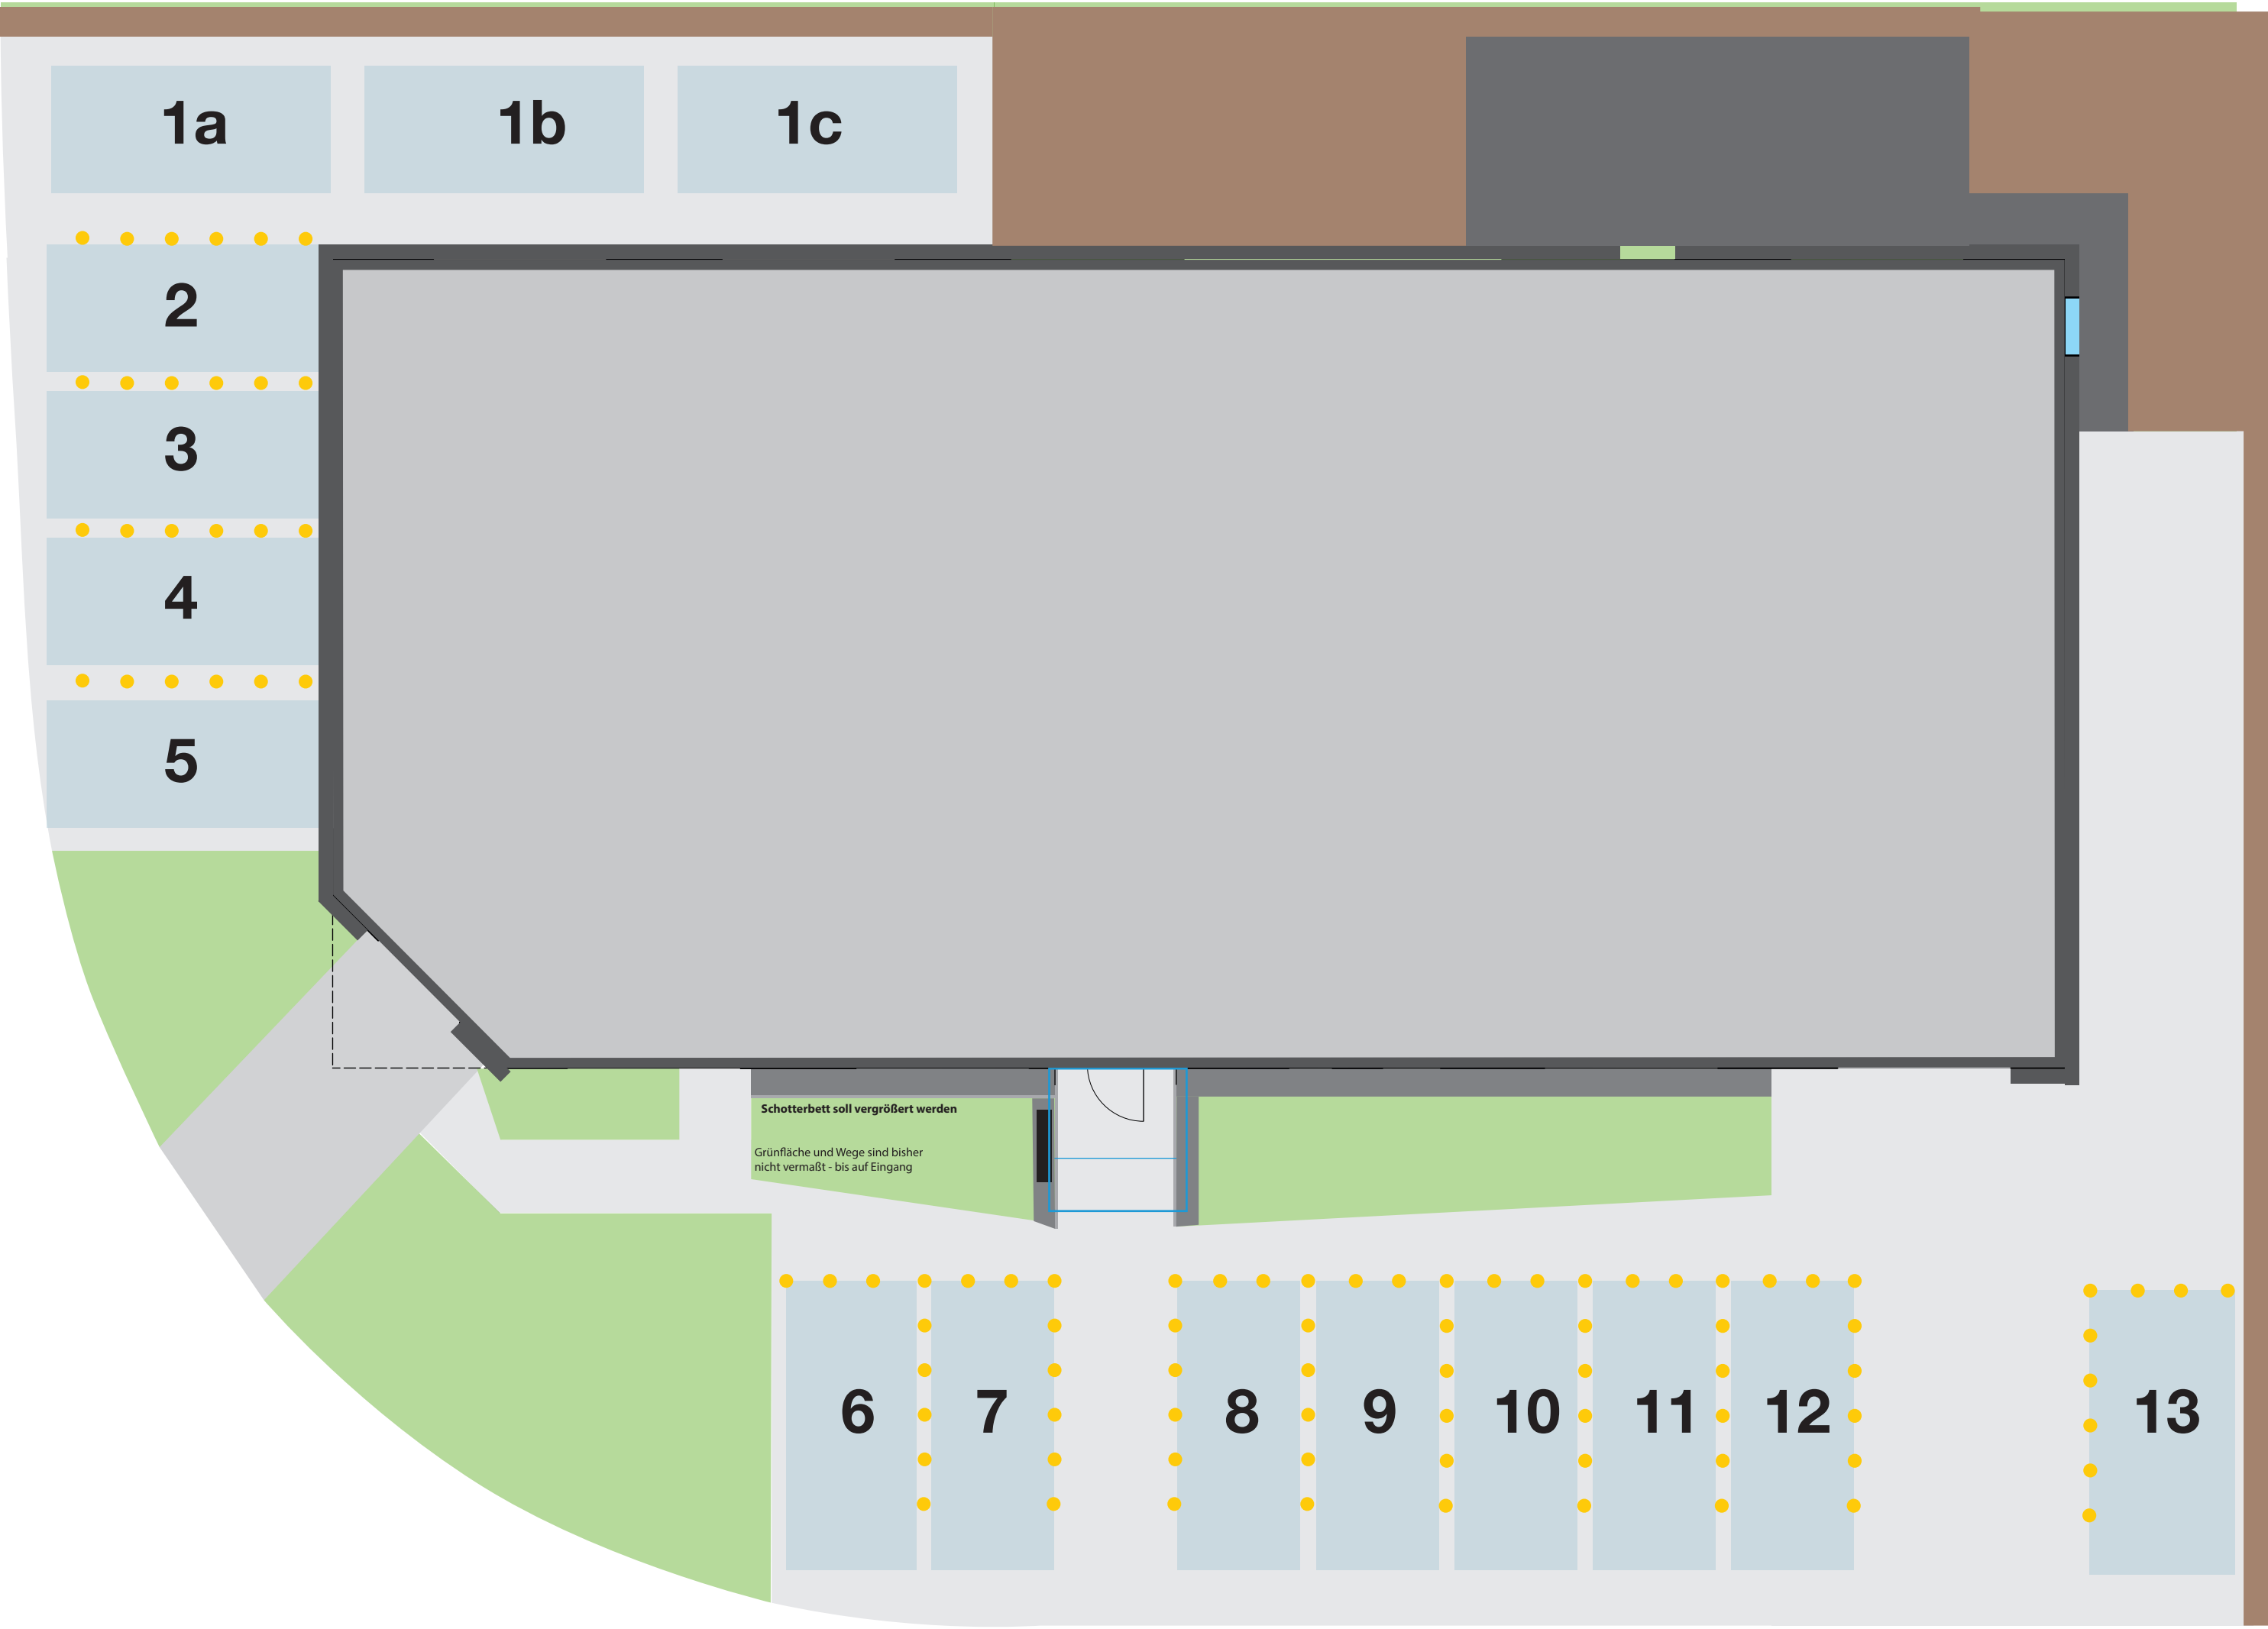 1a
1b
1c
2
3
4
5
Schotterbett soll vergrößert werden
Grünfläche und Wege sind bisher
nicht vermaßt - bis auf Eingang
6
7
8
9
10
11
12
13